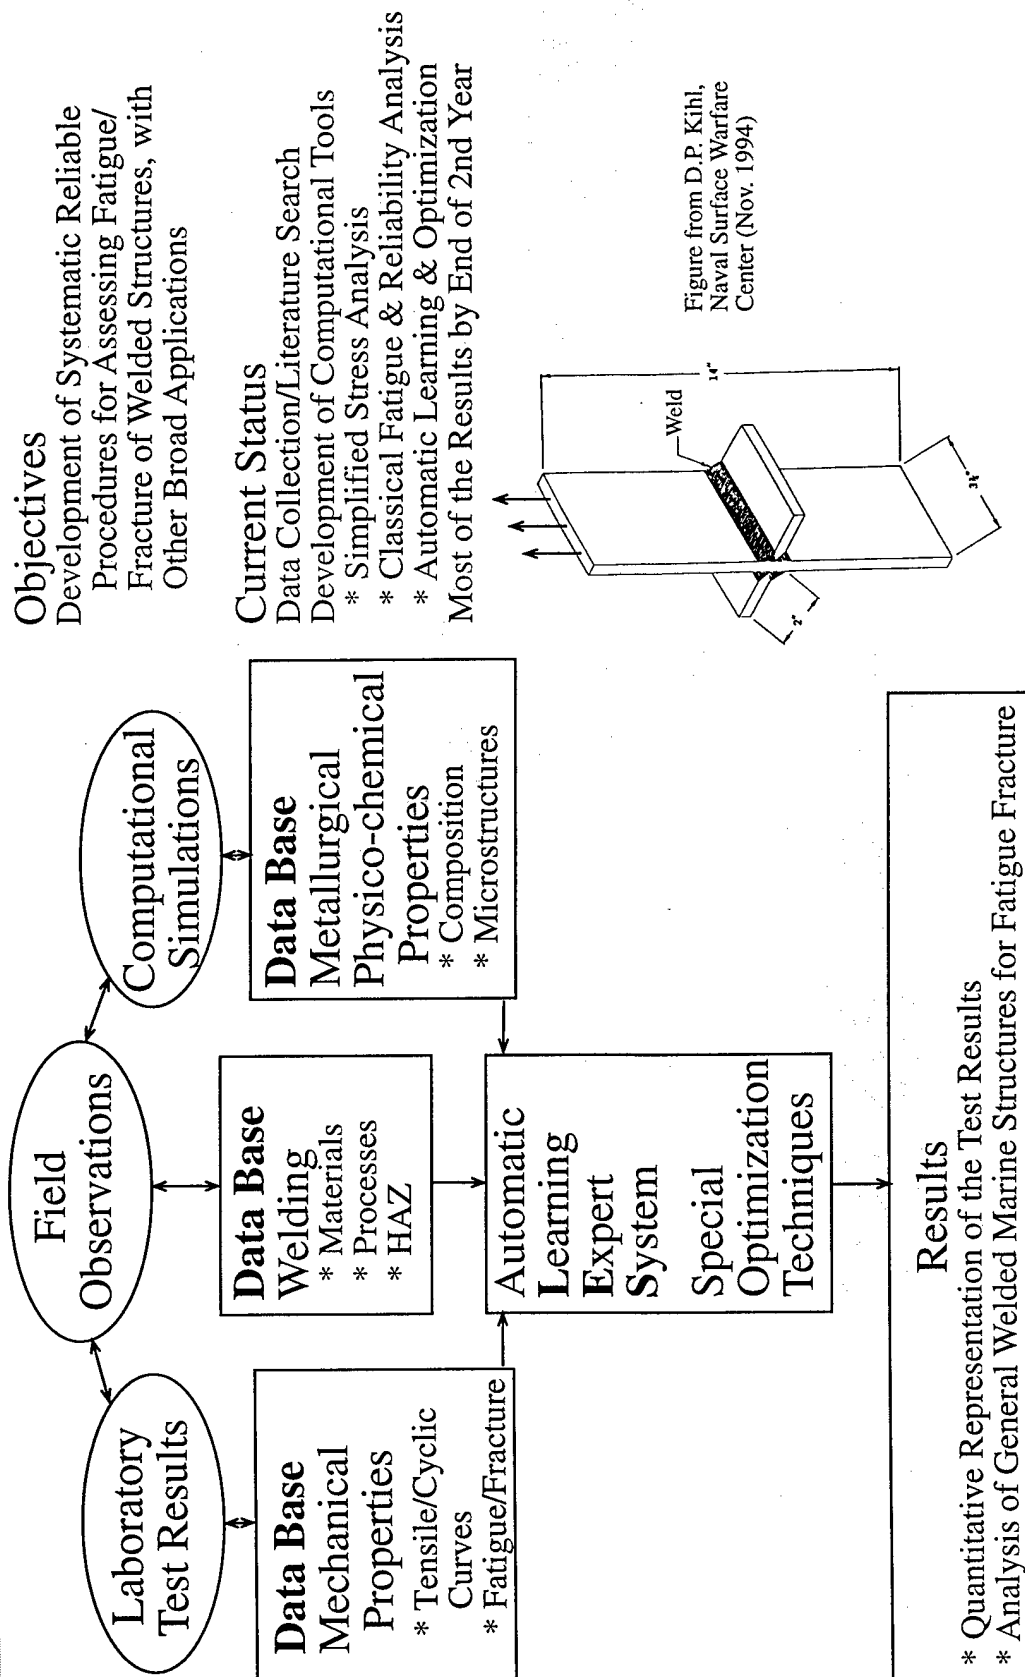 Field
Observations
Laboratory
Test Results
Computational
Simulations
Data Base
Mechanical
Properties
* Tensile/Cyclic
Curves
* Fatigue/Fracture
Data Base
Welding
* Materials
* Processes
* HAZ
Data Base
Metallurgical
Physico-chemical
Properties
* Composition
* Microstructures
Automatic
Learning
Expert
System
Special
Optimization
Techniques
Results
* Quantitative Representation of the Test Results
* Analysis of General Welded Marine Structures for Fatigue Fracture
Objectives
Development of Systematic Reliable
Procedures for Assessing Fatigue/
Fracture of Welded Structures, with
Other Broad Applications
Current Status
Data Collection/Literature Search
Development of Computational Tools
* Simplified Stress Analysis
* Classical Fatigue & Reliability Analysis
* Automatic Learning & Optimization
Most of the Results by End of 2nd Year
Weld
14"
2"
Figure from D.P. Kihl,
Naval Surface Warfare
Center (Nov. 1994)